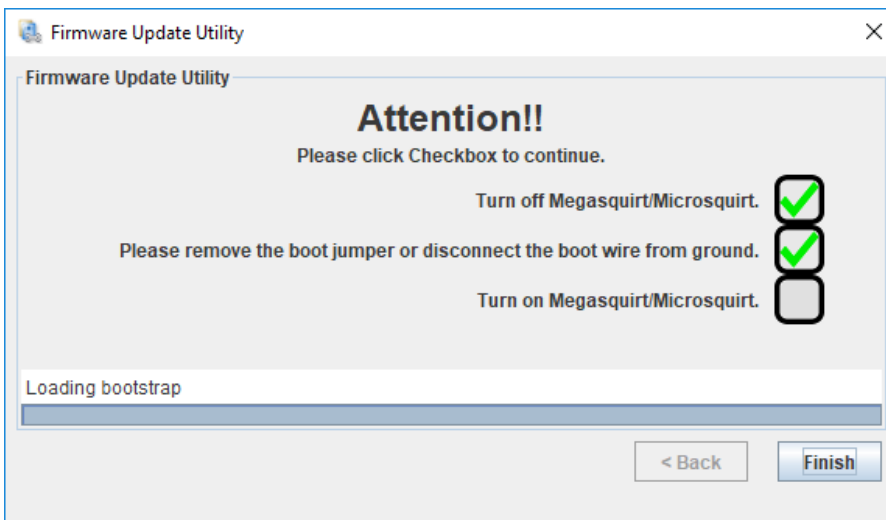 Firmware Update Utility
Firmware Update Utility
Attention!!
Please click Checkbox to continue.
Turn off Megasquirt/Microsquirt.
Please remove the boot jumper or disconnect the boot wire from ground.
Turn on Megasquirt/Microsquirt.
Loading bootstrap
< Back
Finish